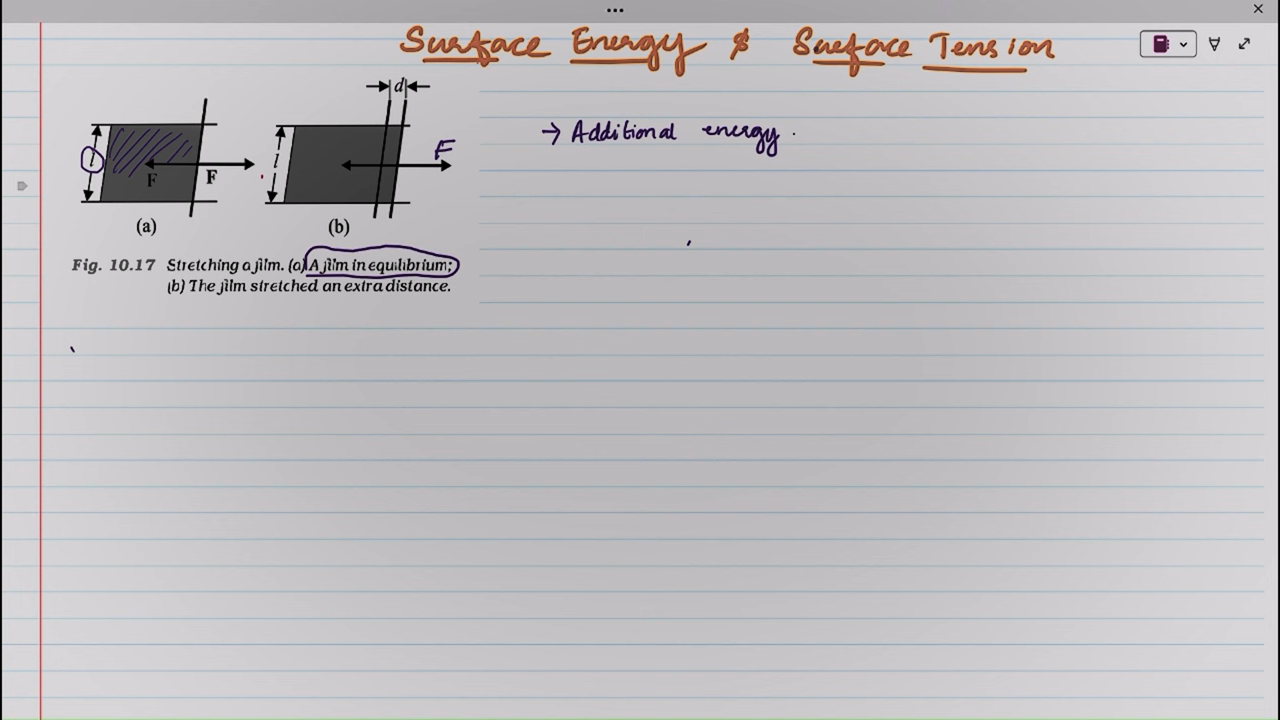 Surface Energy & Surface Tension
d
→ Additional energy
l F F
l F
(a) (b)
Fig. 10.17 Stretching a film. (a) A film in equilibrium;
(b) The film stretched an extra distance.